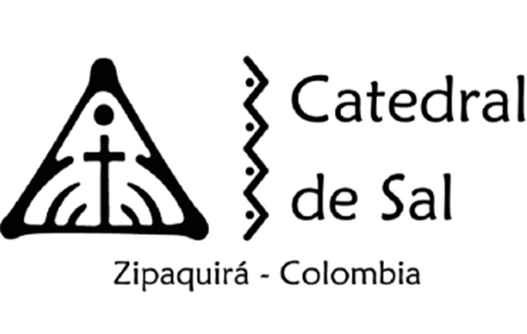 Catedral
de Sal
Zipaquirá - Colombia